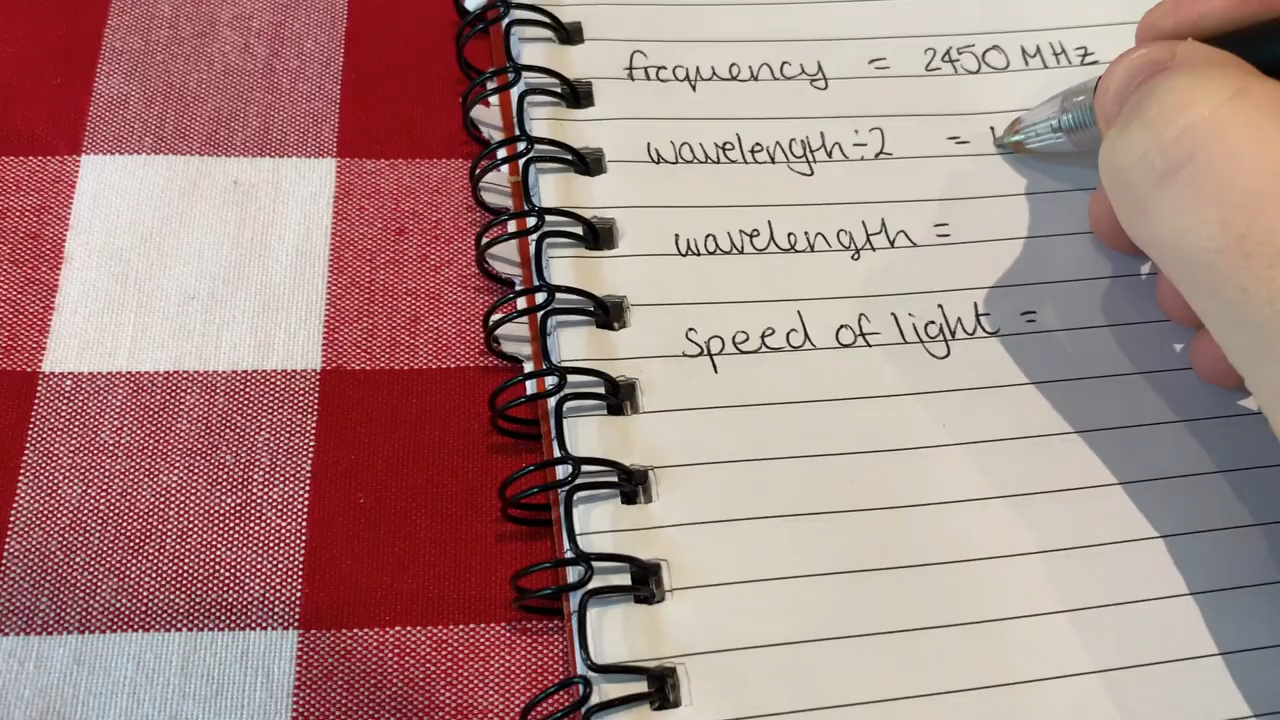 frequency = 2450 MHz
wavelength÷2 =
wavelength =
speed of light =